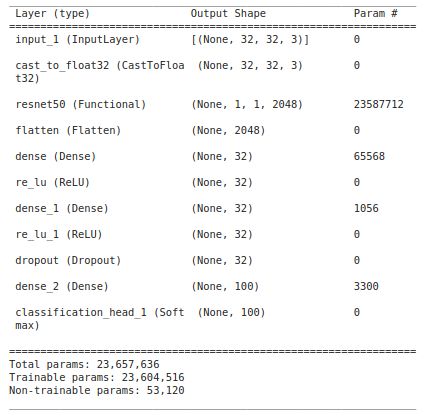 Layer (type) Output Shape Param #
input_1 (InputLayer) [(None, 32, 32, 3)] 0
cast_to_float32 (CastToFloa (None, 32, 32, 3) 0
t32)
resnet50 (Functional) (None, 1, 1, 2048) 23587712
flatten (Flatten) (None, 2048) 0
dense (Dense) (None, 32) 65568
re_lu (ReLU) (None, 32) 0
dense_1 (Dense) (None, 32) 1056
re_lu_1 (ReLU) (None, 32) 0
dropout (Dropout) (None, 32) 0
dense_2 (Dense) (None, 100) 3300
classification_head_1 (Soft (None, 100) 0
max)
Total params: 23,657,636
Trainable params: 23,604,516
Non-trainable params: 53,120